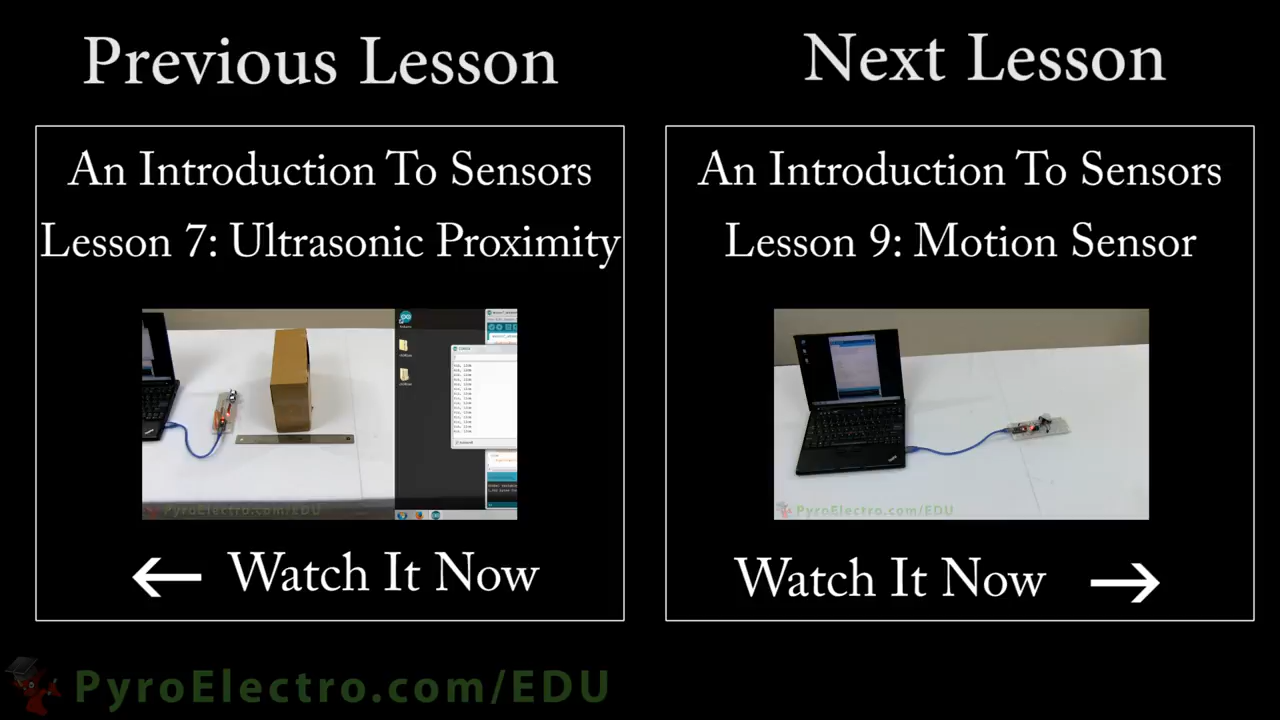 Previous Lesson
An Introduction To Sensors
Lesson 7: Ultrasonic Proximity
PyroElectro.com/EDU
← Watch It Now
Next Lesson
An Introduction To Sensors
Lesson 9: Motion Sensor
PyroElectro.com/EDU
Watch It Now →
PyroElectro.com/EDU